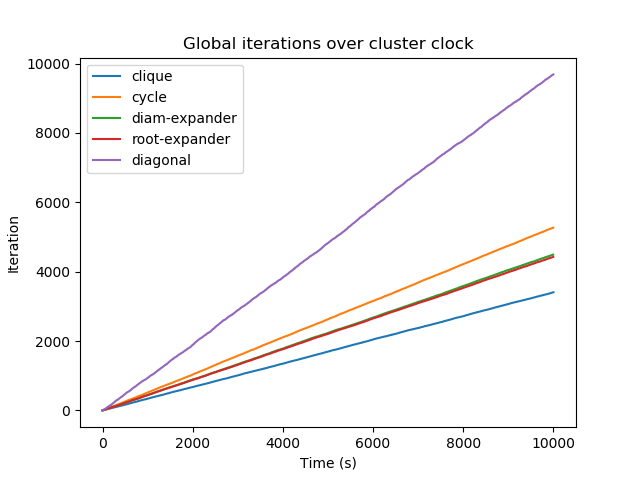 Global iterations over cluster clock
clique
cycle
diam-expander
root-expander
diagonal
10000
8000
6000
4000
2000
0
Iteration
0 2000 4000 6000 8000 10000
Time (s)